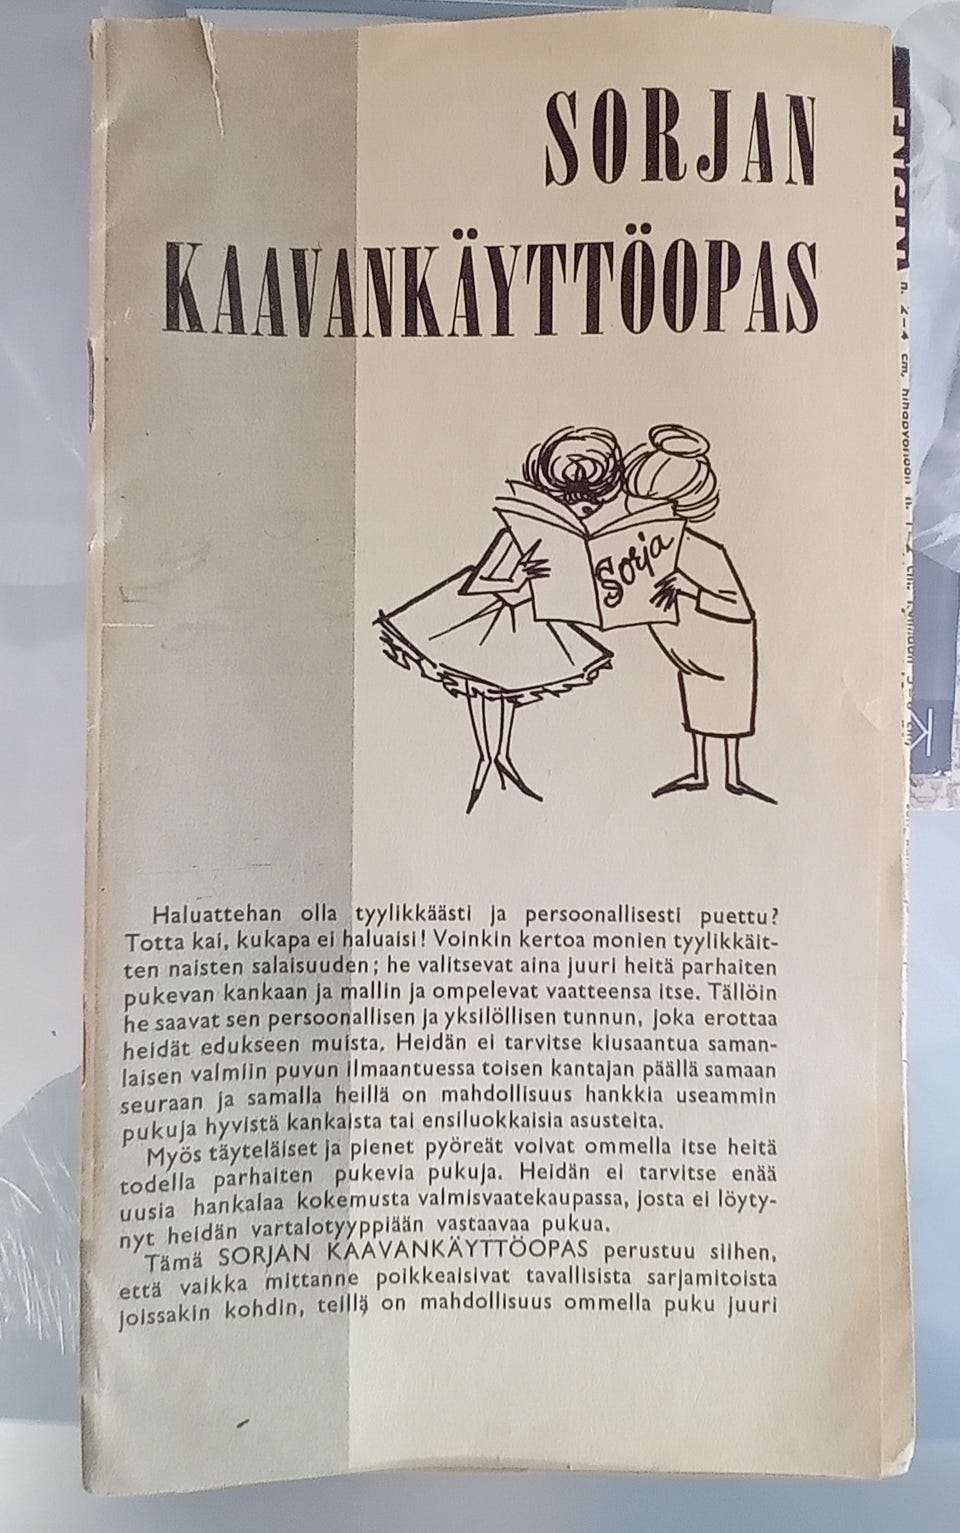 SORJAN
KAAVANKÄYTTÖOPAS
Sorja
Haluattehan olla tyylikkäästi ja persoonallisesti puettu?
Totta kai, kukapa ei haluaisi! Voinkin kertoa monien tyylikkäit-
ten naisten salaisuuden; he valitsevat aina juuri heitä parhaiten
pukevan kankaan ja mallin ja ompelevat vaatteensa itse. Tällöin
he saavat sen persoonallisen ja yksilöllisen tunnun, joka erottaa
heidät edukseen muista. Heidän ei tarvitse kiusaantua saman-
laisen valmiin puvun ilmaantuessa toisen kantajan päällä samaan
seuraan ja samalla heillä on mahdollisuus hankkia useammin
pukuja hyvistä kankaista tai ensiluokkaisia asusteita.
Myös täyteläiset ja pienet pyöreät voivat ommella itse heitä
todella parhaiten pukevia pukuja. Heidän ei tarvitse enää
uusia hankalaa kokemusta valmisvaatekaupassa, josta ei löyty-
nyt heidän vartalotyyppiään vastaavaa pukua.
Tämä SORJAN KAAVANKÄYTTÖOPAS perustuu siihen,
että vaikka mittanne poikkeaisivat tavallisista sarjamitoista
joissakin kohdin, teillä on mahdollisuus ommella puku juuri
n. 2–4 cm,
K